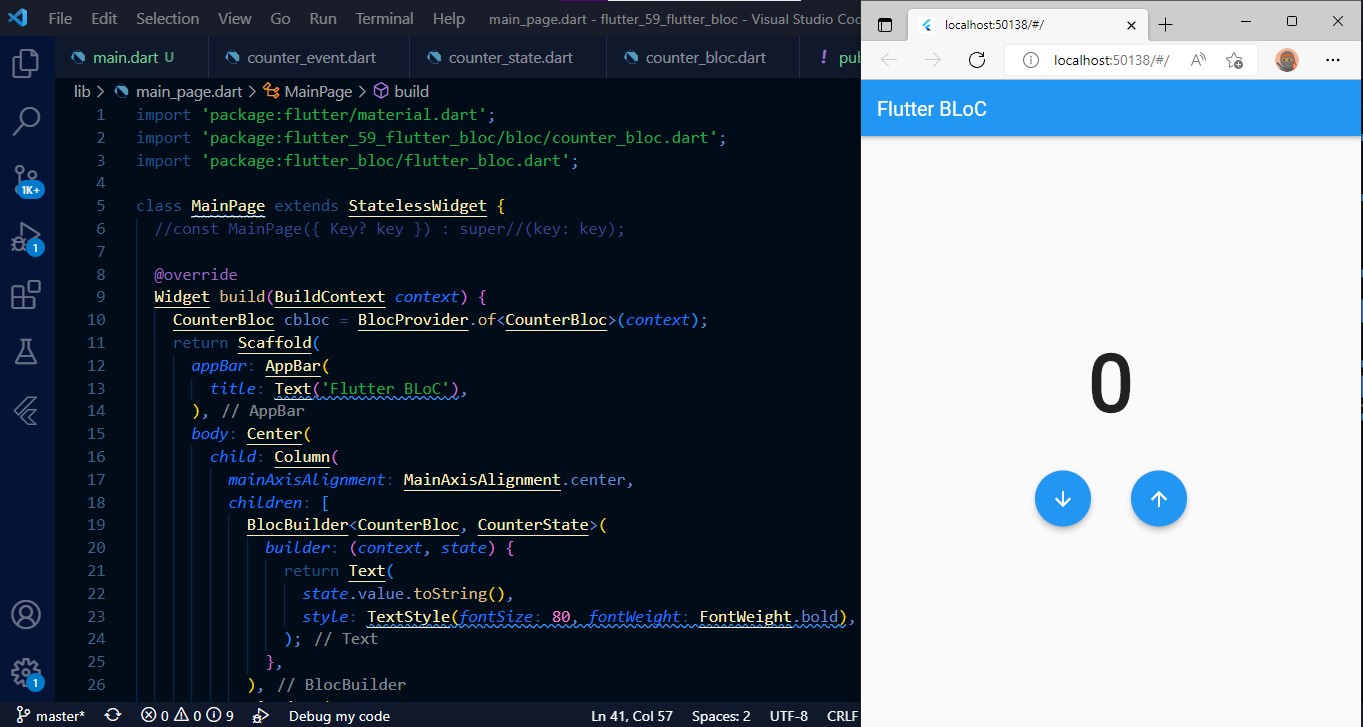 File Edit Selection View Go Run Terminal Help main_page.dart - flutter_59_flutter_bloc - Visual Studio Coc
main.dart U counter_event.dart counter_state.dart counter_bloc.dart ! pu
lib > main_page.dart > MainPage > build
1 import 'package:flutter/material.dart';
2 import 'package:flutter_59_flutter_bloc/bloc/counter_bloc.dart';
3 import 'package:flutter_bloc/flutter_bloc.dart';
4
5 class MainPage extends StatelessWidget {
6 //const MainPage({ Key? key }) : super//(key: key);
7
8 @override
9 Widget build(BuildContext context) {
10 CounterBloc cbloc = BlocProvider.of<CounterBloc>(context);
11 return Scaffold(
12 appBar: AppBar(
13 title: Text('Flutter BLoC'),
14 ), // AppBar
15 body: Center(
16 child: Column(
17 mainAxisAlignment: MainAxisAlignment.center,
18 children: [
19 BlocBuilder<CounterBloc, CounterState>(
20 builder: (context, state) {
21 return Text(
22 state.value.toString(),
23 style: TextStyle(fontSize: 80, fontWeight: FontWeight.bold),
24 ); // Text
25 },
26 ), // BlocBuilder
1K+
1
1
master* 0 0 9 Debug my code Ln 41, Col 57 Spaces: 2 UTF-8 CRLF
localhost:50138/#/
localhost:50138/#/
Flutter BLoC
0